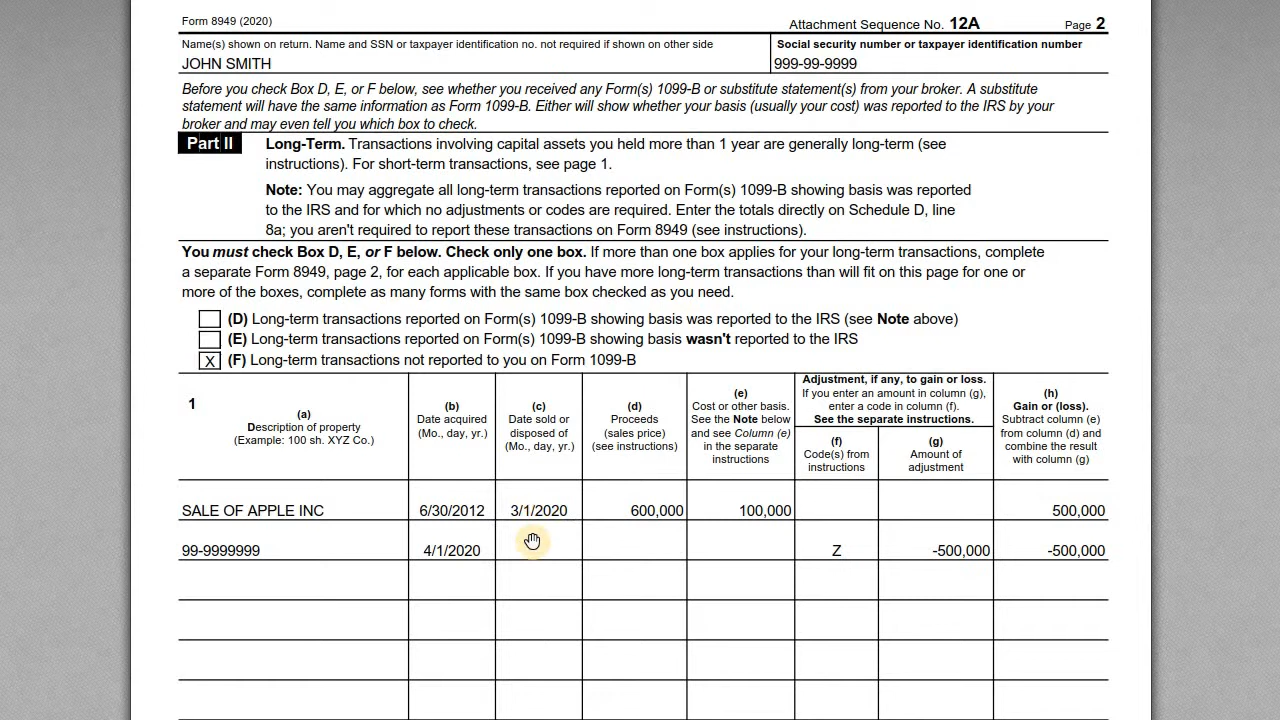 Form 8949 (2020)
Attachment Sequence No. 12A
Page 2
Name(s) shown on return. Name and SSN or taxpayer identification no. not required if shown on other side
Social security number or taxpayer identification number
JOHN SMITH
999-99-9999
Before you check Box D, E, or F below, see whether you received any Form(s) 1099-B or substitute statement(s) from your broker. A substitute
statement will have the same information as Form 1099-B. Either will show whether your basis (usually your cost) was reported to the IRS by your
broker and may even tell you which box to check.
Part II
Long-Term. Transactions involving capital assets you held more than 1 year are generally long-term (see
instructions). For short-term transactions, see page 1.
Note: You may aggregate all long-term transactions reported on Form(s) 1099-B showing basis was reported
to the IRS and for which no adjustments or codes are required. Enter the totals directly on Schedule D, line
8a; you aren't required to report these transactions on Form 8949 (see instructions).
You must check Box D, E, or F below. Check only one box. If more than one box applies for your long-term transactions, complete
a separate Form 8949, page 2, for each applicable box. If you have more long-term transactions than will fit on this page for one or
more of the boxes, complete as many forms with the same box checked as you need.
(D) Long-term transactions reported on Form(s) 1099-B showing basis was reported to the IRS (see Note above)
(E) Long-term transactions reported on Form(s) 1099-B showing basis wasn't reported to the IRS
X (F) Long-term transactions not reported to you on Form 1099-B
1
(a)
Description of property
(Example: 100 sh. XYZ Co.)
(b)
Date acquired
(Mo., day, yr.)
(c)
Date sold or
disposed of
(Mo., day, yr.)
(d)
Proceeds
(sales price)
(see instructions)
(e)
Cost or other basis.
See the Note below
and see Column (e)
in the separate
instructions
Adjustment, if any, to gain or loss.
If you enter an amount in column (g),
enter a code in column (f).
See the separate instructions.
(f)
Code(s) from
instructions
(g)
Amount of
adjustment
(h)
Gain or (loss).
Subtract column (e)
from column (d) and
combine the result
with column (g)
SALE OF APPLE INC 6/30/2012 3/1/2020 600,000 100,000 500,000
99-9999999 4/1/2020 Z -500,000 -500,000